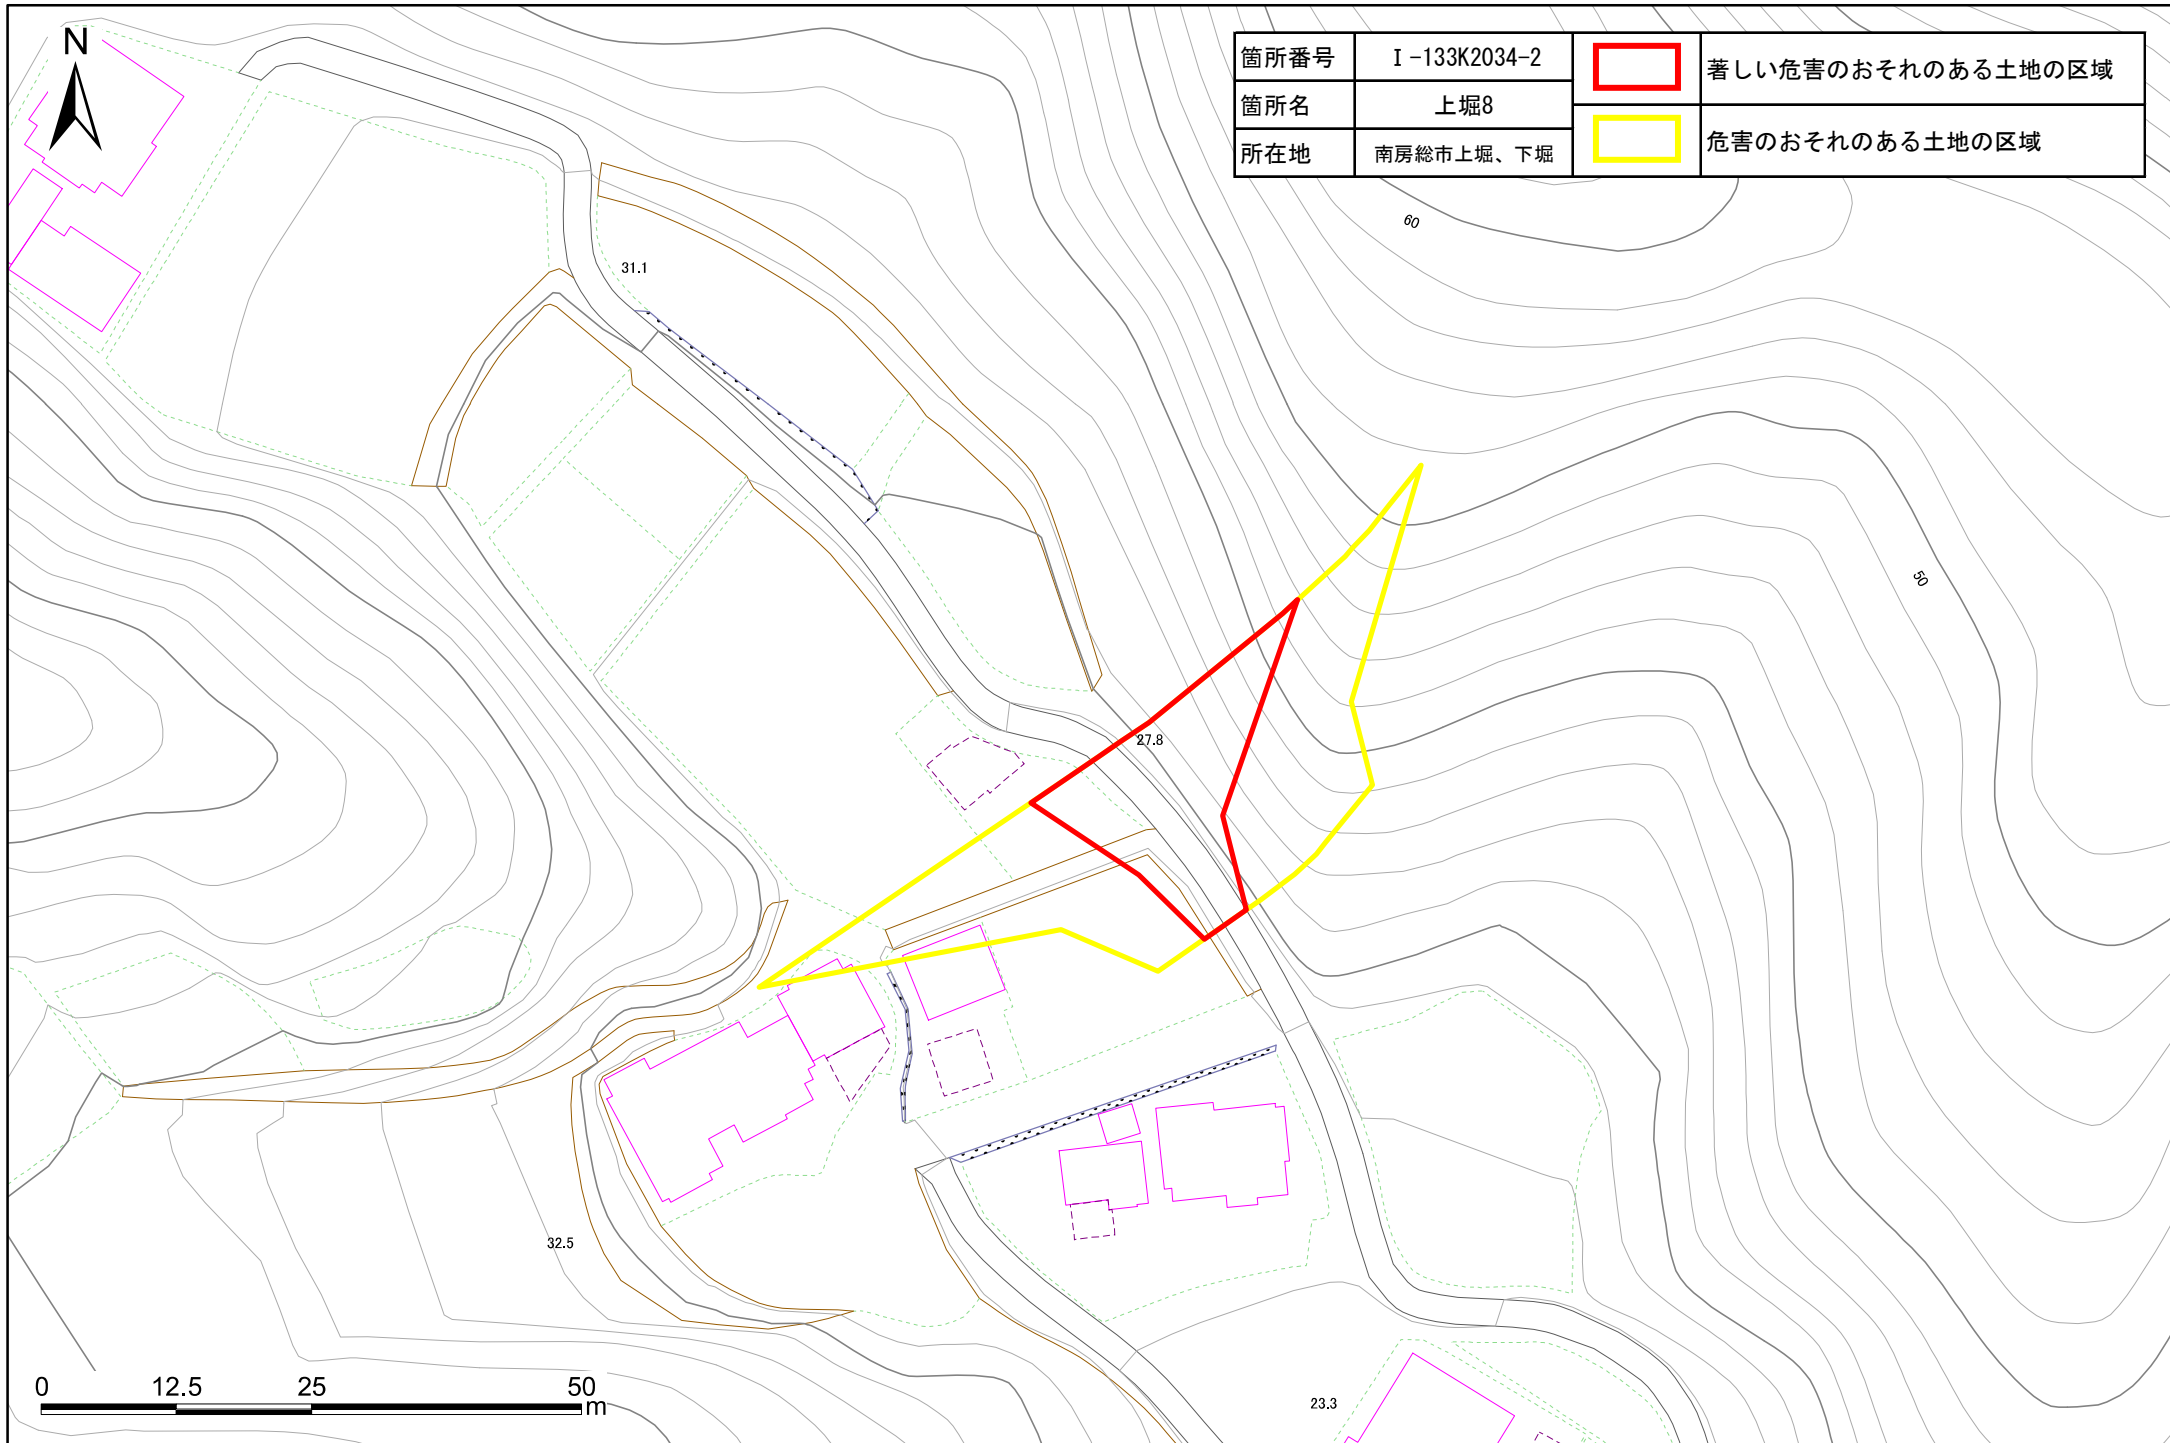 N
箇所番号 Ⅰ-133K2034-2
箇所名 上堀8
所在地 南房総市上堀、下堀
著しい危害のおそれのある土地の区域
危害のおそれのある土地の区域
60
31.1
50
27.8
32.5
23.3
0 12.5 25 50
m